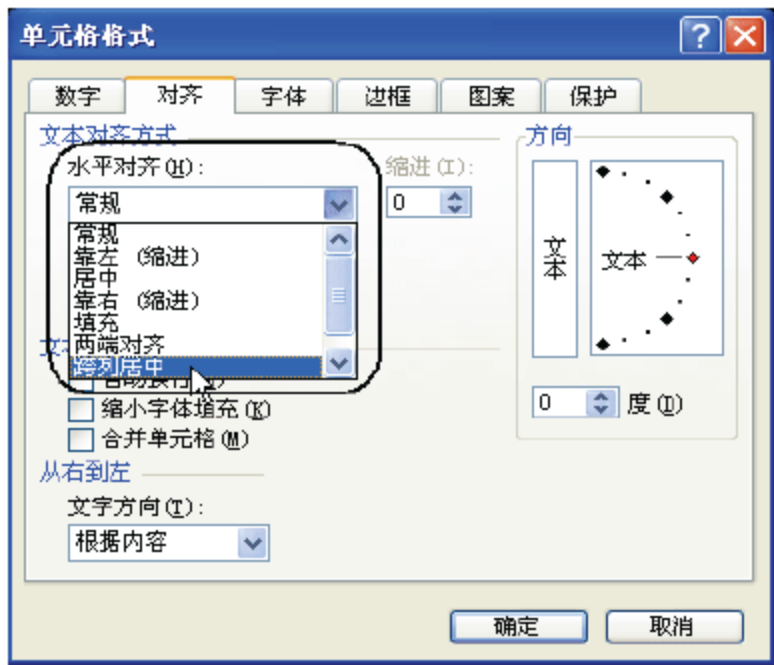 单元格格式
数字 对齐 字体 边框 图案 保护
文本对齐方式
水平对齐(H):
缩进(I):
常规
0
常规
靠左 (缩进)
居中
靠右 (缩进)
填充
两端对齐
跨列居中
缩小字体填充(K)
合并单元格(M)
从右到左
文字方向(T):
根据内容
方向
文本
文本
0 度(D)
确定 取消